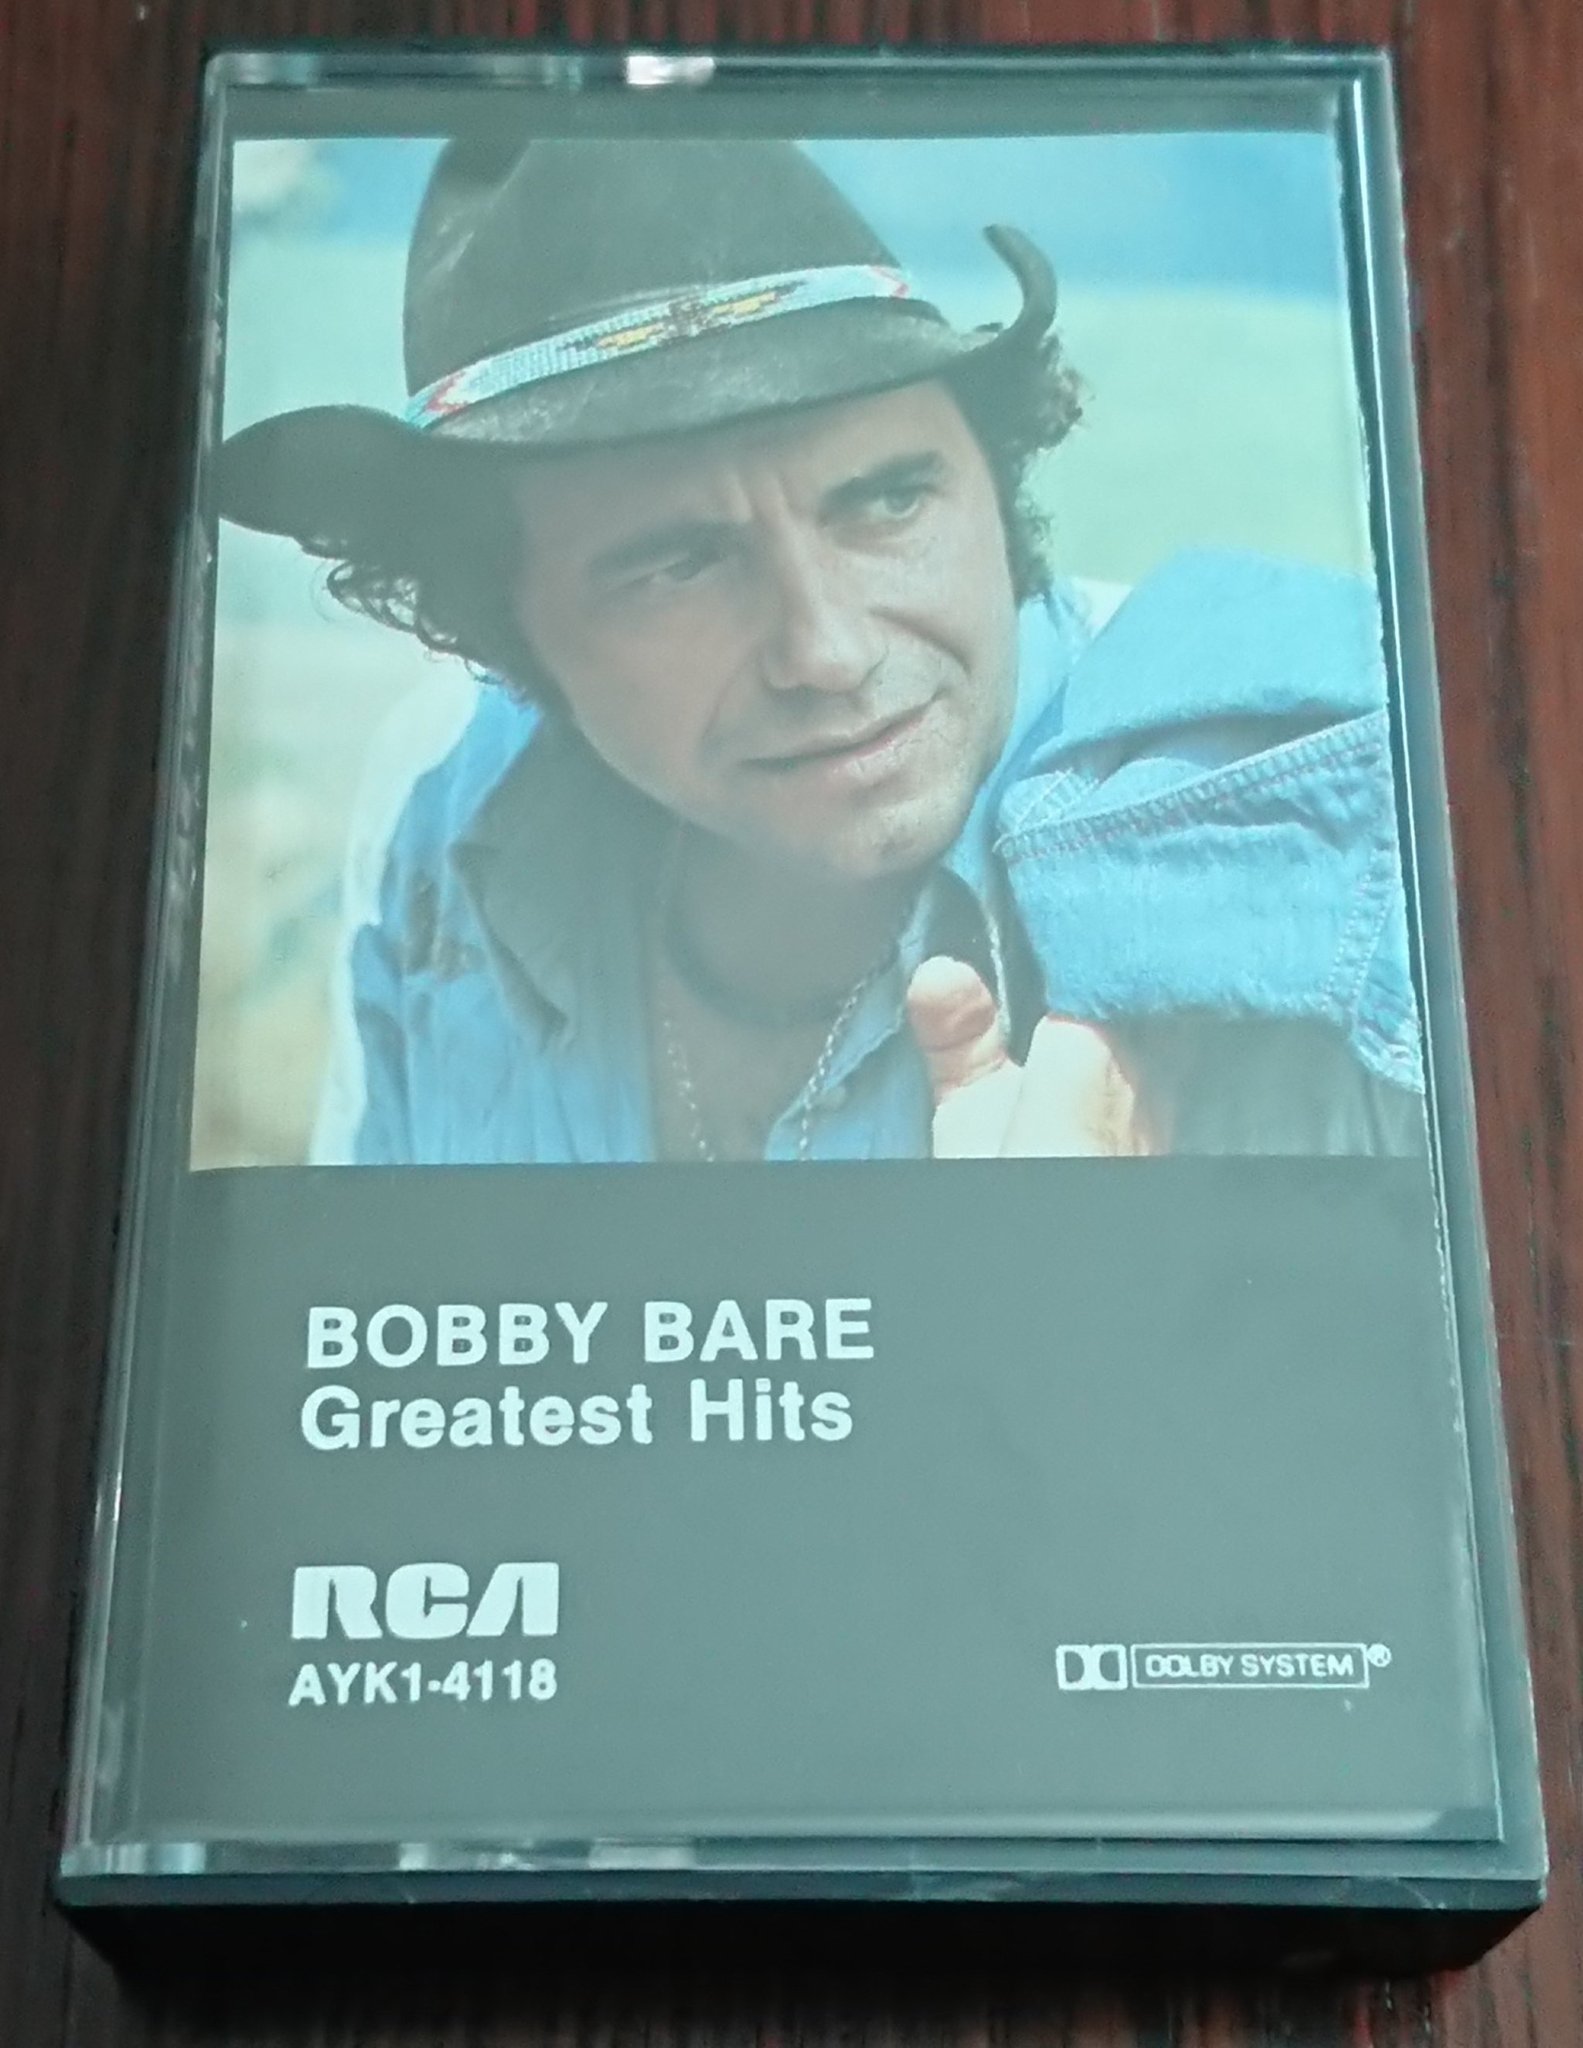 BOBBY BARE
Greatest Hits
RCA
AYK1-4118
DOLBY SYSTEM®